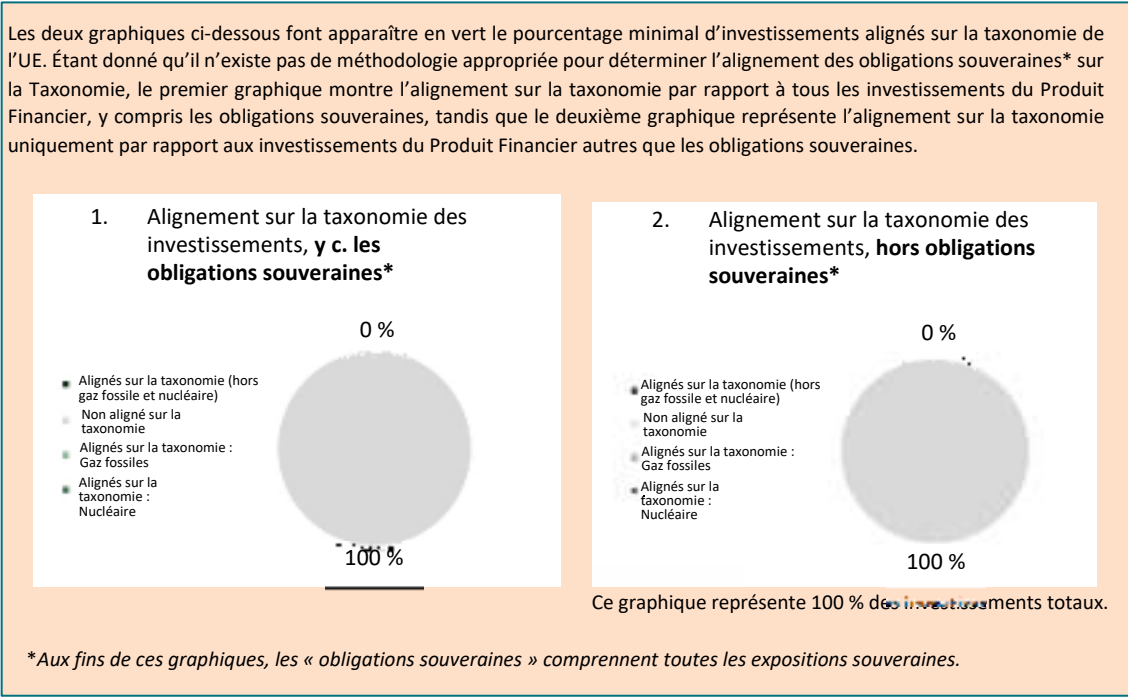 Les deux graphiques ci-dessous font apparaître en vert le pourcentage minimal d’investissements alignés sur la taxonomie de
l’UE. Étant donné qu’il n’existe pas de méthodologie appropriée pour déterminer l’alignement des obligations souveraines* sur
la Taxonomie, le premier graphique montre l’alignement sur la taxonomie par rapport à tous les investissements du Produit
Financier, y compris les obligations souveraines, tandis que le deuxième graphique représente l’alignement sur la taxonomie
uniquement par rapport aux investissements du Produit Financier autres que les obligations souveraines.
1. Alignement sur la taxonomie des
investissements, y c. les
obligations souveraines*
0 %
Alignés sur la taxonomie (hors
gaz fossile et nucléaire)
Non aligné sur la
taxonomie
Alignés sur la taxonomie :
Gaz fossiles
Alignés sur la
taxonomie :
Nucléaire
100 %
2. Alignement sur la taxonomie des
investissements, hors obligations
souveraines*
0 %
Alignés sur la taxonomie (hors
gaz fossile et nucléaire)
Non aligné sur la
taxonomie
Alignés sur la taxonomie :
Gaz fossiles
Alignés sur la
taxonomie :
Nucléaire
100 %
Ce graphique représente 100 % des investissements totaux.
*Aux fins de ces graphiques, les « obligations souveraines » comprennent toutes les expositions souveraines.